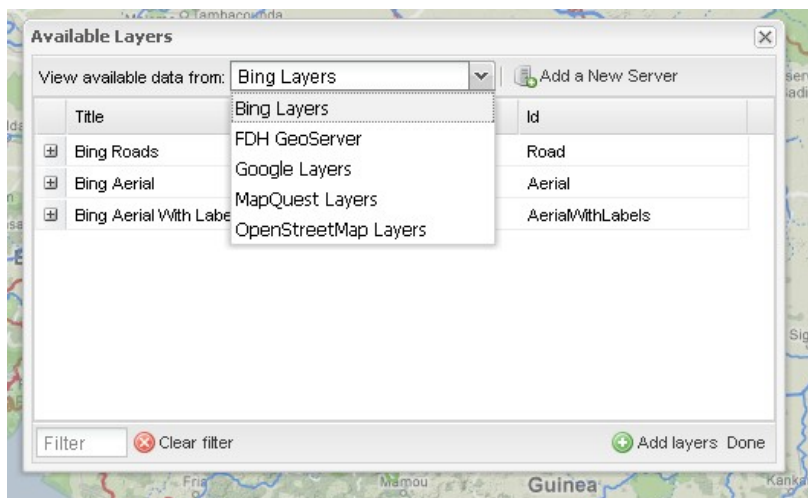 Tambacounda
Available Layers
View available data from: Bing Layers Add a New Server
Title Id
Bing Layers
FDH GeoServer
Google Layers
MapQuest Layers
OpenStreetMap Layers
Bing Roads Road
Bing Aerial Aerial
Bing Aerial With Labe AerialWithLabels
Filter Clear filter Add layers Done
Fria Mamou Guinea